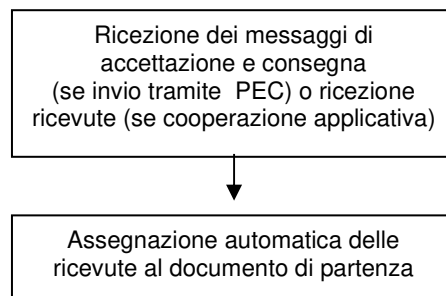 Ricezione dei messaggi di
accettazione e consegna
(se invio tramite PEC) o ricezione
ricevute (se cooperazione applicativa)
Assegnazione automatica delle
ricevute al documento di partenza